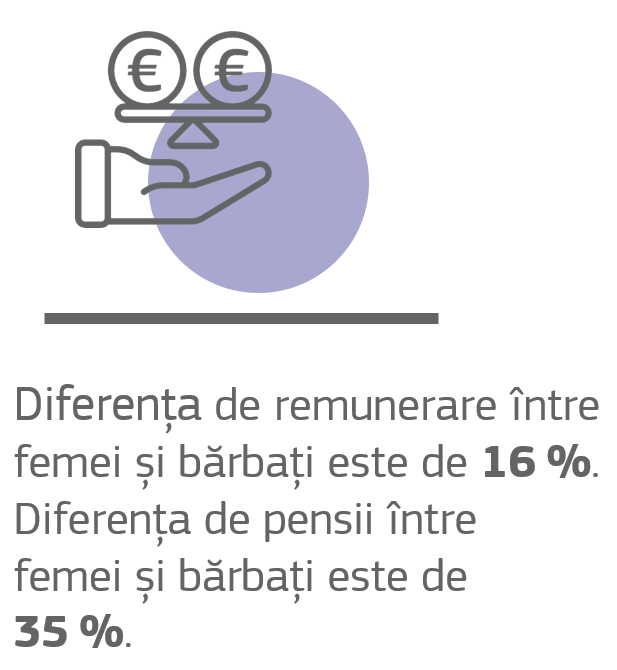 € €
Diferența de remunerare între
femei și bărbați este de 16 %.
Diferența de pensii între
femei și bărbați este de
35 %.